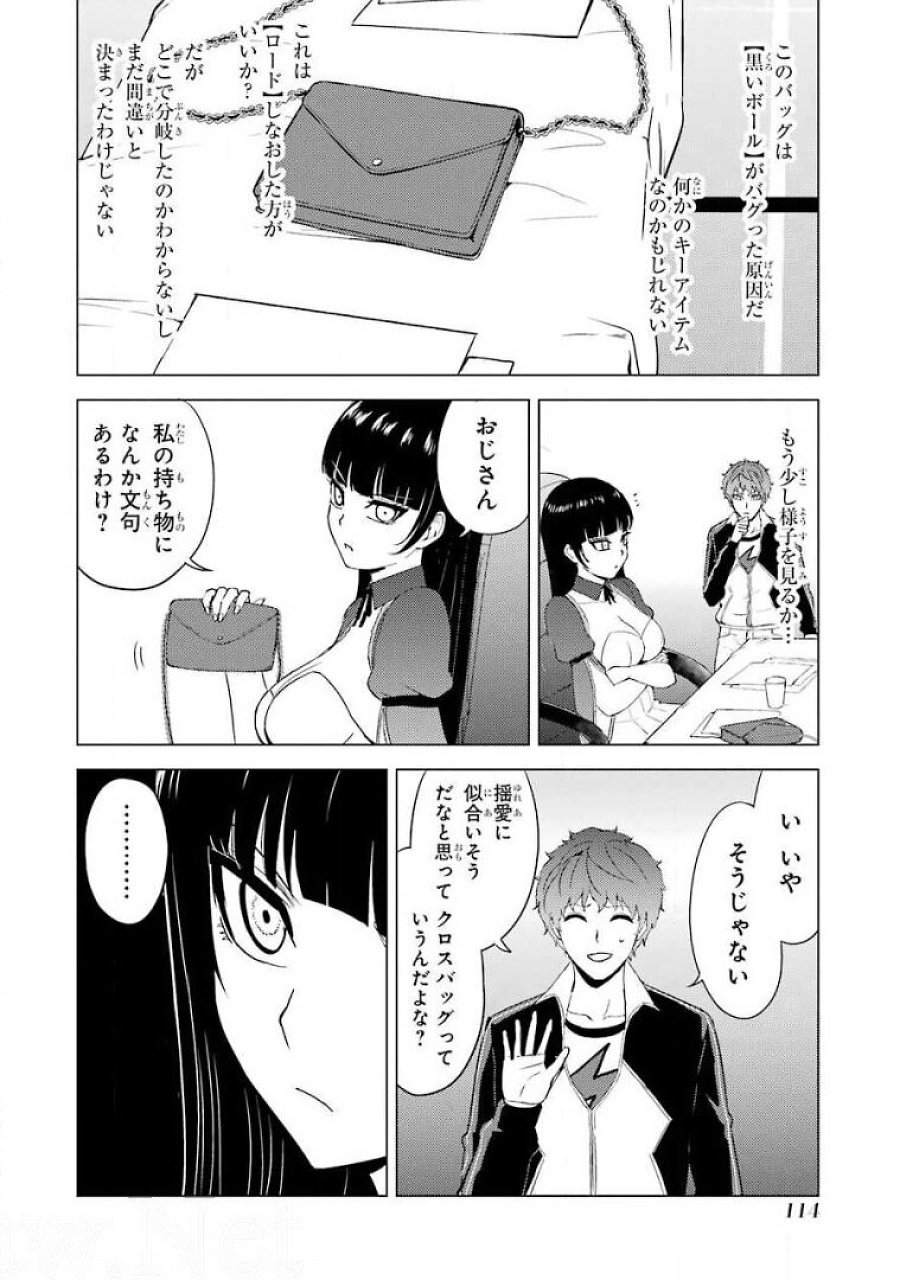 このバッグは
【黒いボール】がバグった原因だ
何かのキーアイテム
なのかもしれない
これは
【ロード】しなおした方が
いいか?
だが
どこで分岐したのかわからないし
まだ間違いと
決まったわけじゃない
もう少し様子を見るか…
おじさん
私の持ち物に
なんか文句
あるわけ?
い いや
そうじゃない
揺愛に
似合いそう
だなと思って
クロスバッグって
いうんだよな?
…………
114
tw.Net